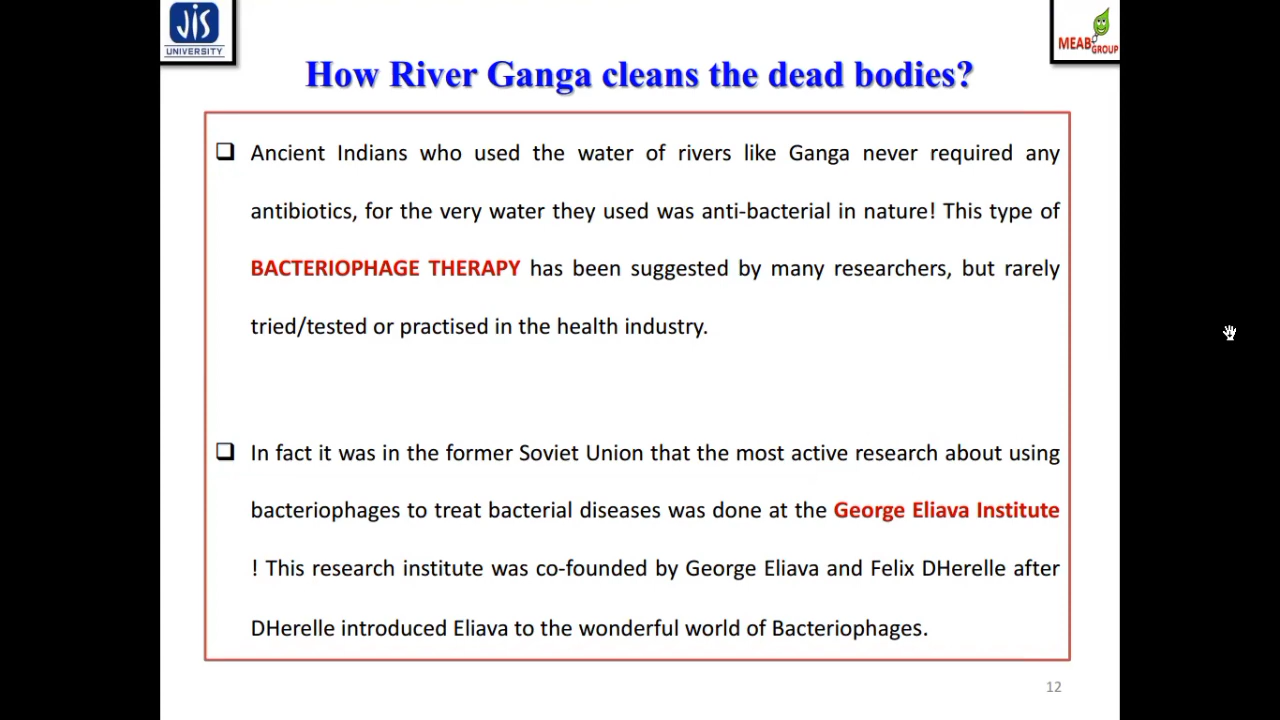 JIS
UNIVERSITY
MEAB GROUP
How River Ganga cleans the dead bodies?
Ancient Indians who used the water of rivers like Ganga never required any
antibiotics, for the very water they used was anti-bacterial in nature! This type of
BACTERIOPHAGE THERAPY has been suggested by many researchers, but rarely
tried/tested or practised in the health industry.
In fact it was in the former Soviet Union that the most active research about using
bacteriophages to treat bacterial diseases was done at the George Eliava Institute
! This research institute was co-founded by George Eliava and Felix DHerelle after
DHerelle introduced Eliava to the wonderful world of Bacteriophages.
12